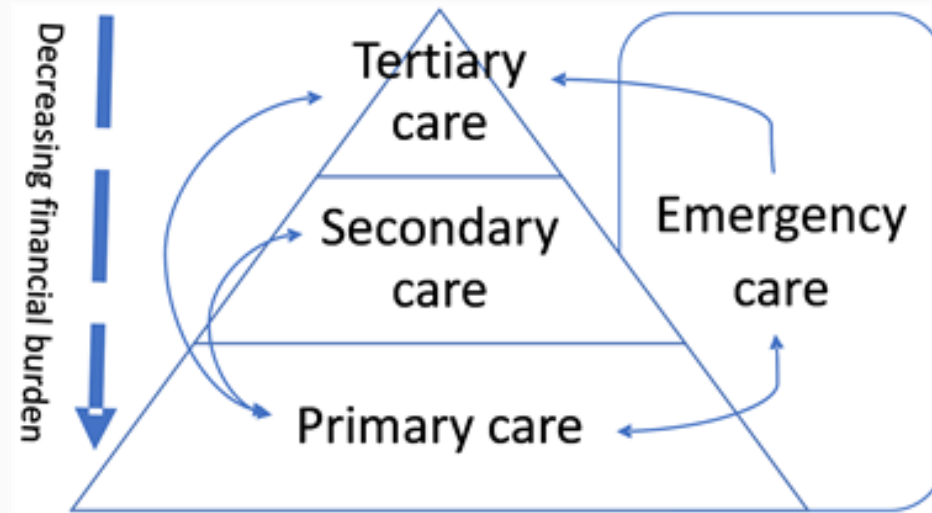 Decreasing financial burden
Tertiary
care
Secondary
care
Emergency
care
Primary care